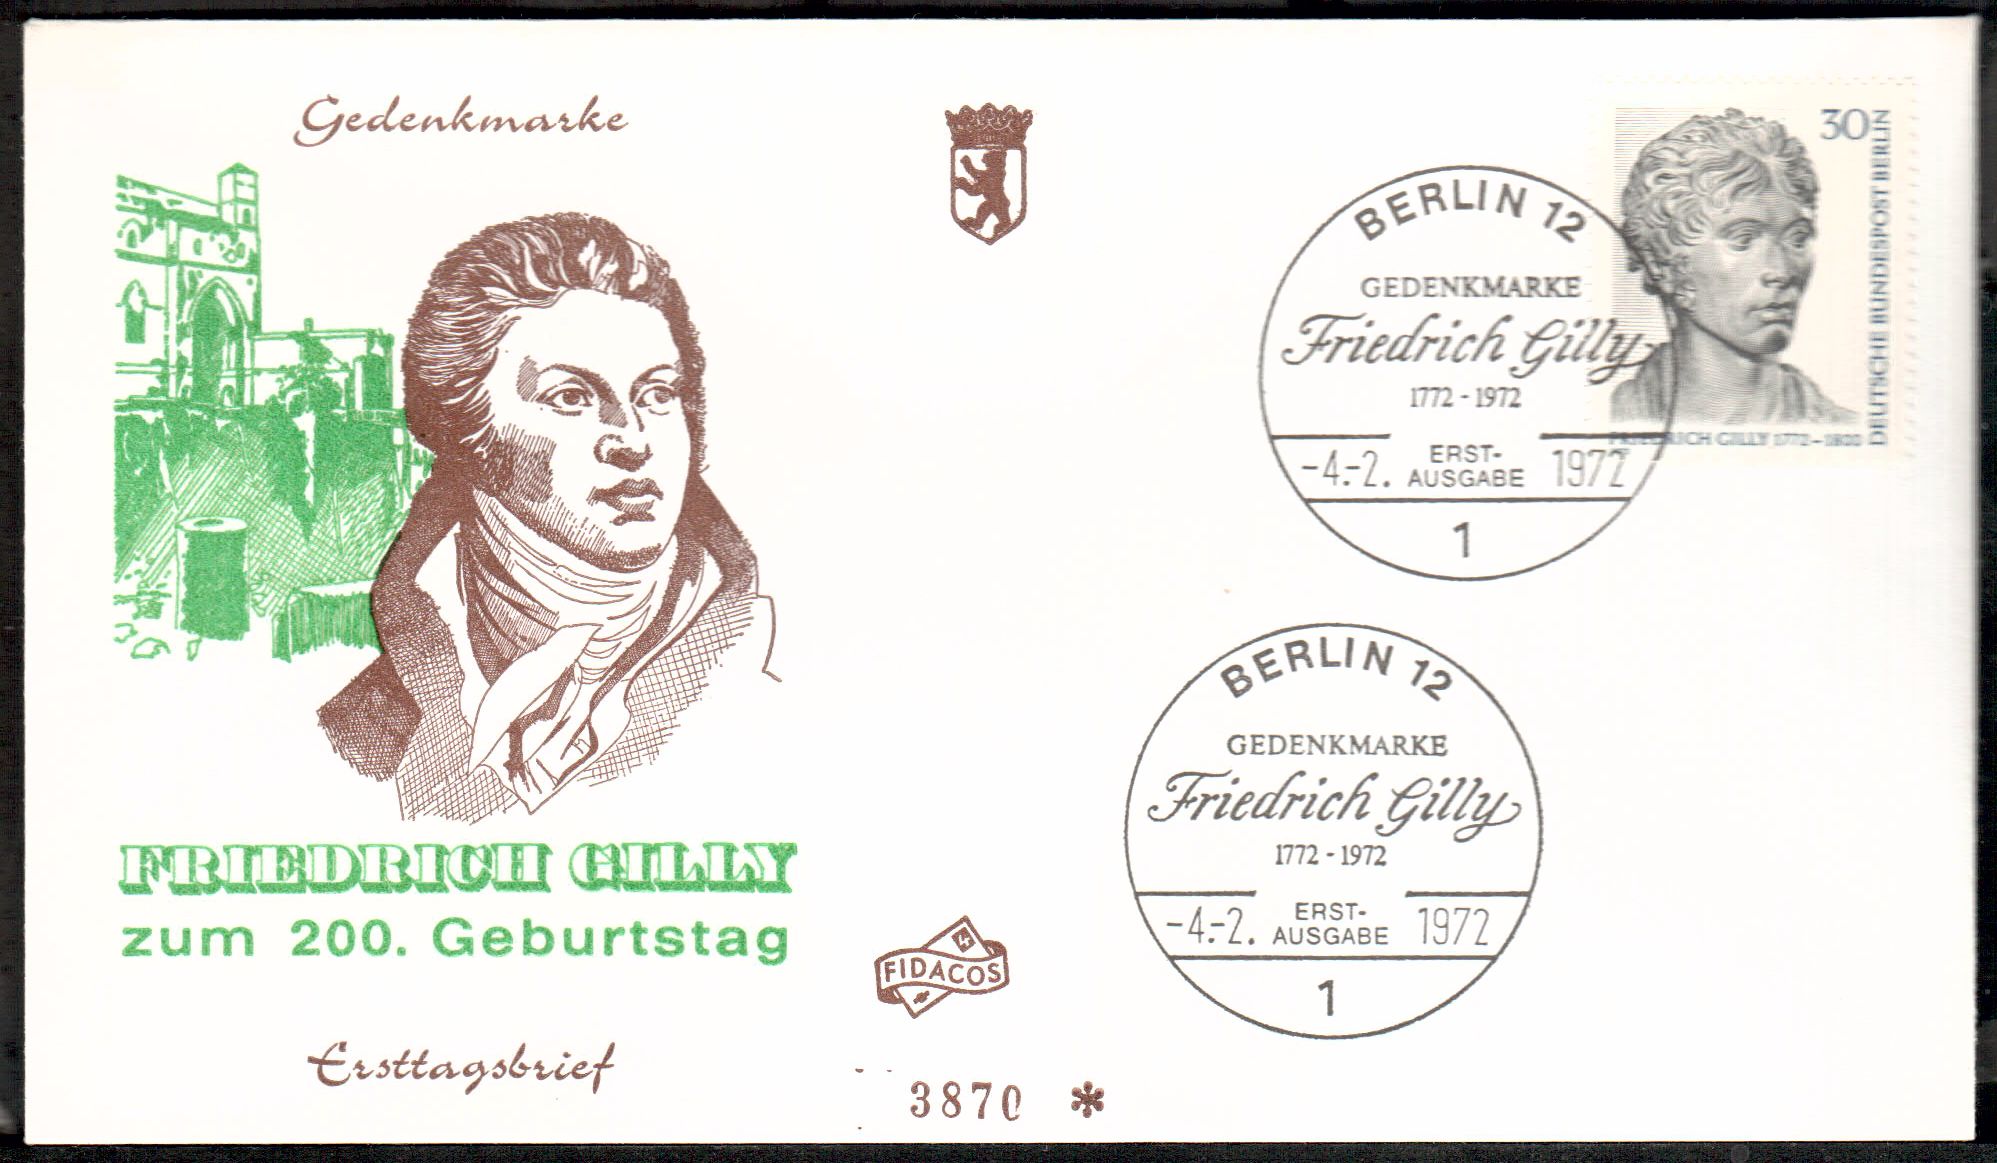 Gedenkmarke
FRIEDRICH GILLY
zum 200. Geburtstag
Ersttagsbrief
FIDACOS
3870 *
30
DEUTSCHE BUNDESPOST BERLIN
FRIEDRICH GILLY 1772-1800
BERLIN 12
GEDENKMARKE
Friedrich Gilly
1772 - 1972
ERST-
-4.-2. AUSGABE 1972
1
BERLIN 12
GEDENKMARKE
Friedrich Gilly
1772 - 1972
ERST-
-4.-2. AUSGABE 1972
1